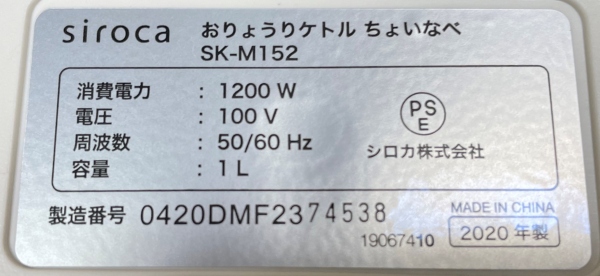 siroca おりょうりケトル ちょいなべ
SK-M152
消費電力 : 1200 W
電圧 : 100 V
周波数 : 50/60 Hz
容量 : 1 L
PS
E
シロカ株式会社
製造番号 0420DMF2374538
MADE IN CHINA
19067410
2020 年製